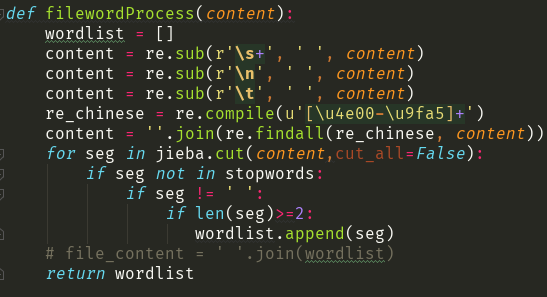 def filewordProcess(content):
    wordlist = []
    content = re.sub(r'\s+', ' ', content)
    content = re.sub(r'\n', ' ', content)
    content = re.sub(r'\t', ' ', content)
    re_chinese = re.compile(u'[\u4e00-\u9fa5]+')
    content = ''.join(re.findall(re_chinese, content))
    for seg in jieba.cut(content,cut_all=False):
        if seg not in stopwords:
            if seg != ' ':
                if len(seg)>=2:
                   wordlist.append(seg)
    # file_content = ' '.join(wordlist)
    return wordlist